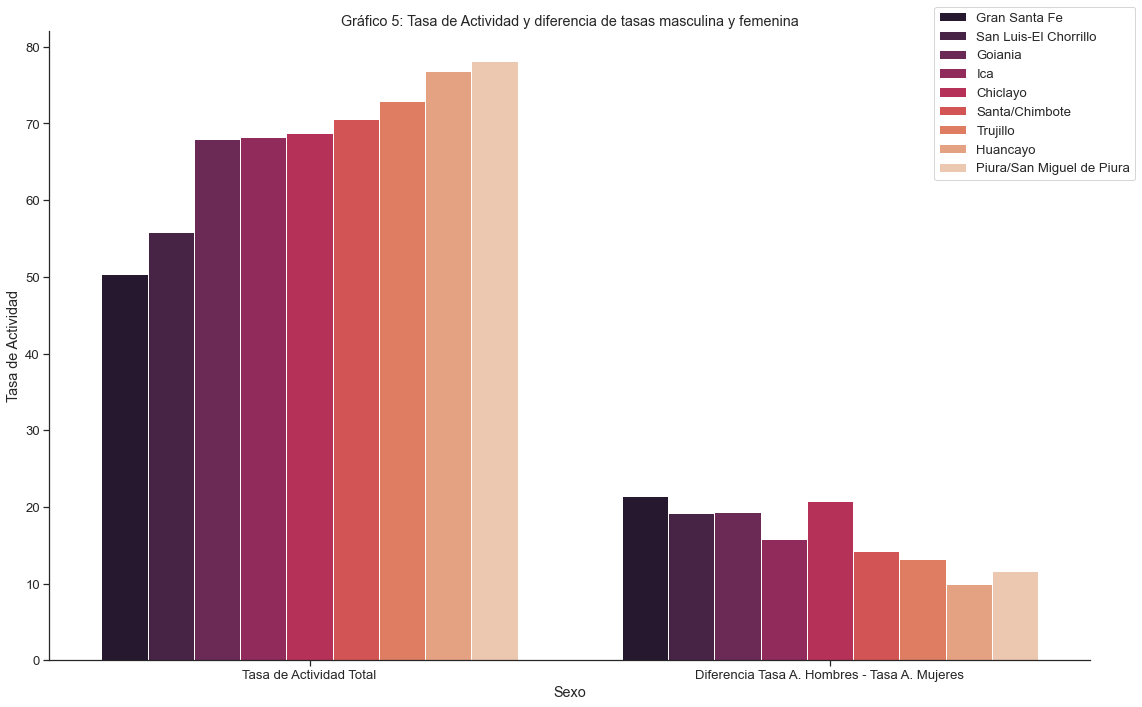 Gráfico 5: Tasa de Actividad y diferencia de tasas masculina y femenina
Gran Santa Fe
San Luis-El Chorrillo
Goiania
Ica
Chiclayo
Santa/Chimbote
Trujillo
Huancayo
Piura/San Miguel de Piura
Tasa de Actividad
80
70
60
50
40
30
20
10
0
Tasa de Actividad Total
Diferencia Tasa A. Hombres - Tasa A. Mujeres
Sexo